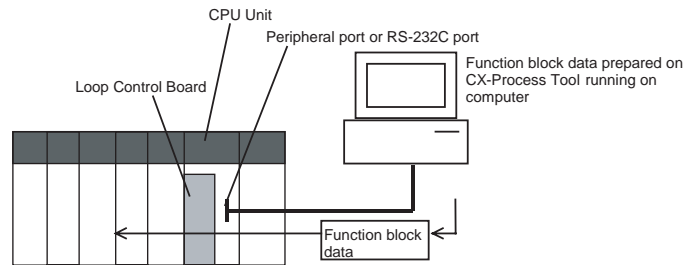 CPU Unit
Peripheral port or RS-232C port
Loop Control Board
Function block data prepared on
CX-Process Tool running on
computer
Function block
data